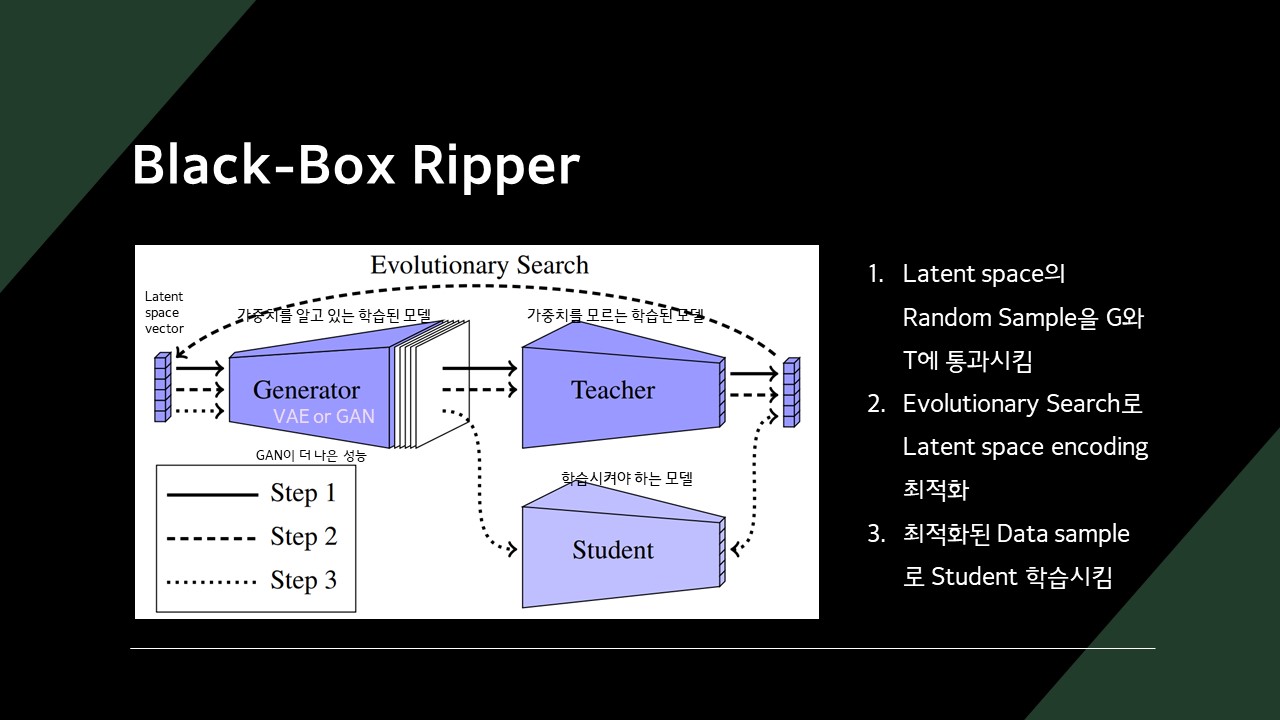 Black-Box Ripper
Evolutionary Search
Latent
space
vector
가중치를 알고 있는 학습된 모델
가중치를 모르는 학습된 모델
Generator
VAE or GAN
Teacher
GAN이 더 나은 성능
학습시켜야 하는 모델
Student
Step 1
Step 2
Step 3
1. Latent space의
Random Sample을 G와
T에 통과시킴
2. Evolutionary Search로
Latent space encoding
최적화
3. 최적화된 Data sample
로 Student 학습시킴